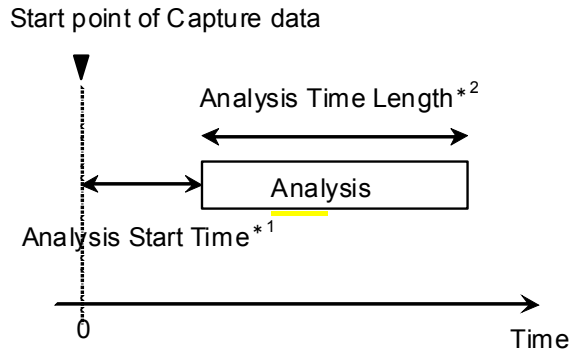 Start point of Capture data
Analysis Time Length*2
Analysis
Analysis Start Time*1
0
Time